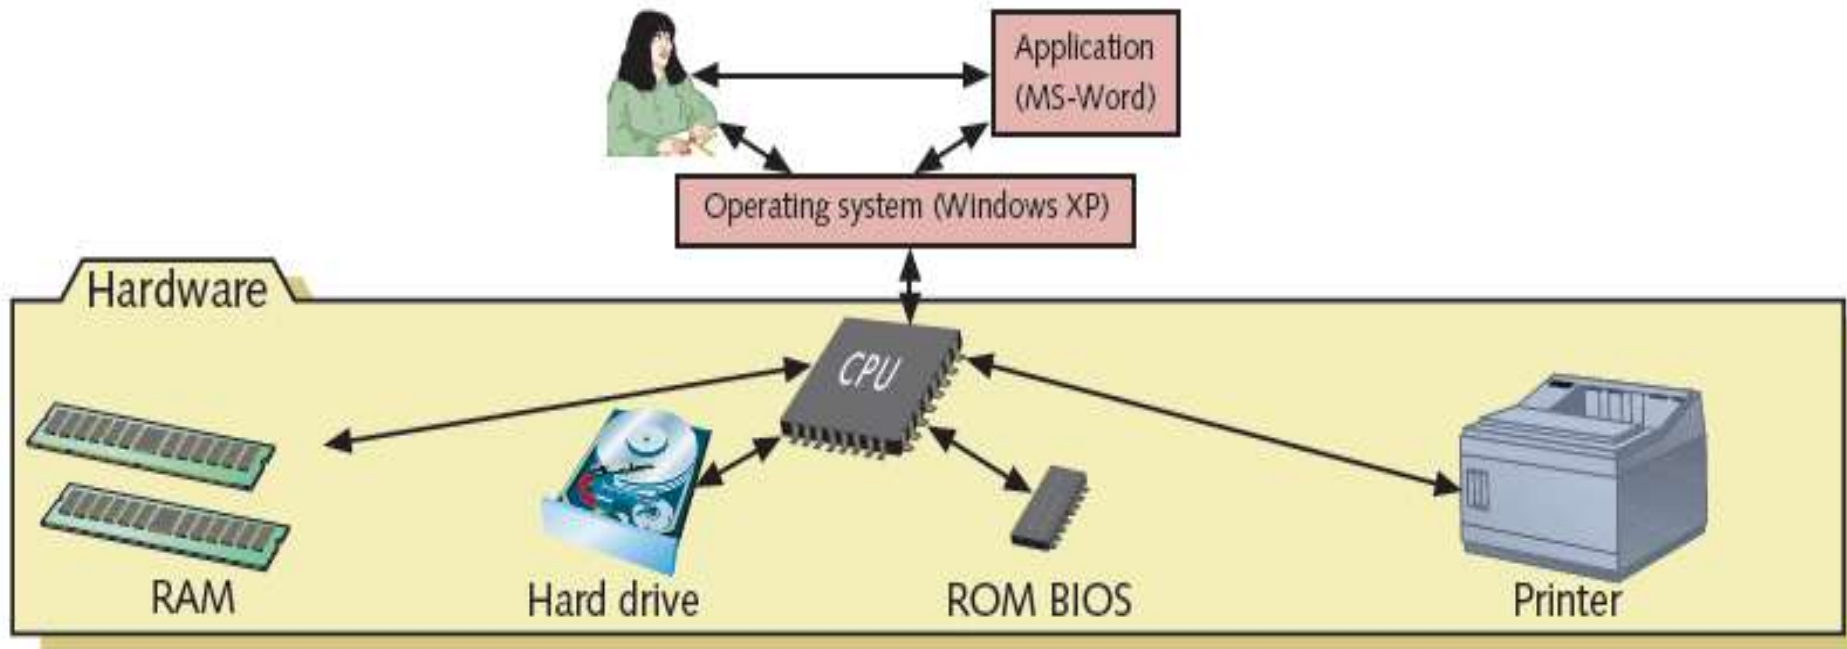 Application
(MS-Word)
Operating system (Windows XP)
Hardware
CPU
RAM
Hard drive
ROM BIOS
Printer